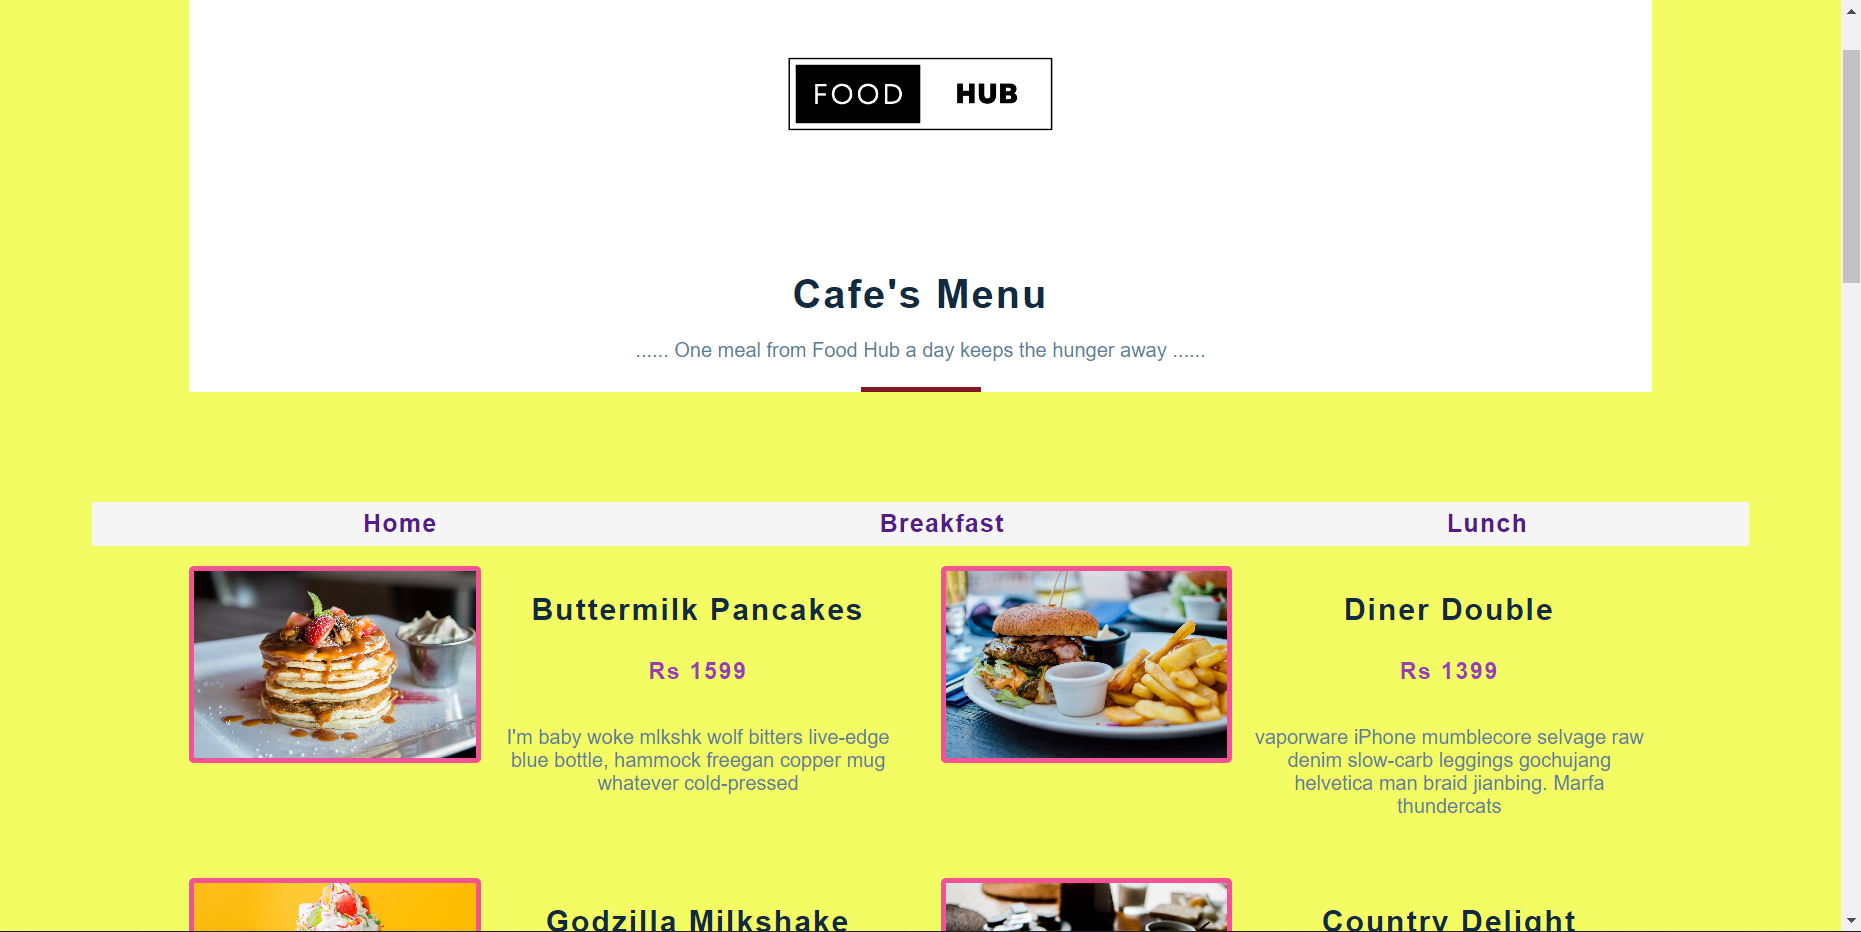 FOOD HUB
Cafe's Menu
...... One meal from Food Hub a day keeps the hunger away ......
Home Breakfast Lunch
Buttermilk Pancakes
Rs 1599
I'm baby woke mlkshk wolf bitters live-edge
blue bottle, hammock freegan copper mug
whatever cold-pressed
Diner Double
Rs 1399
vaporware iPhone mumblecore selvage raw
denim slow-carb leggings gochujang
helvetica man braid jianbing. Marfa
thundercats
Godzilla Milkshake
Country Delight